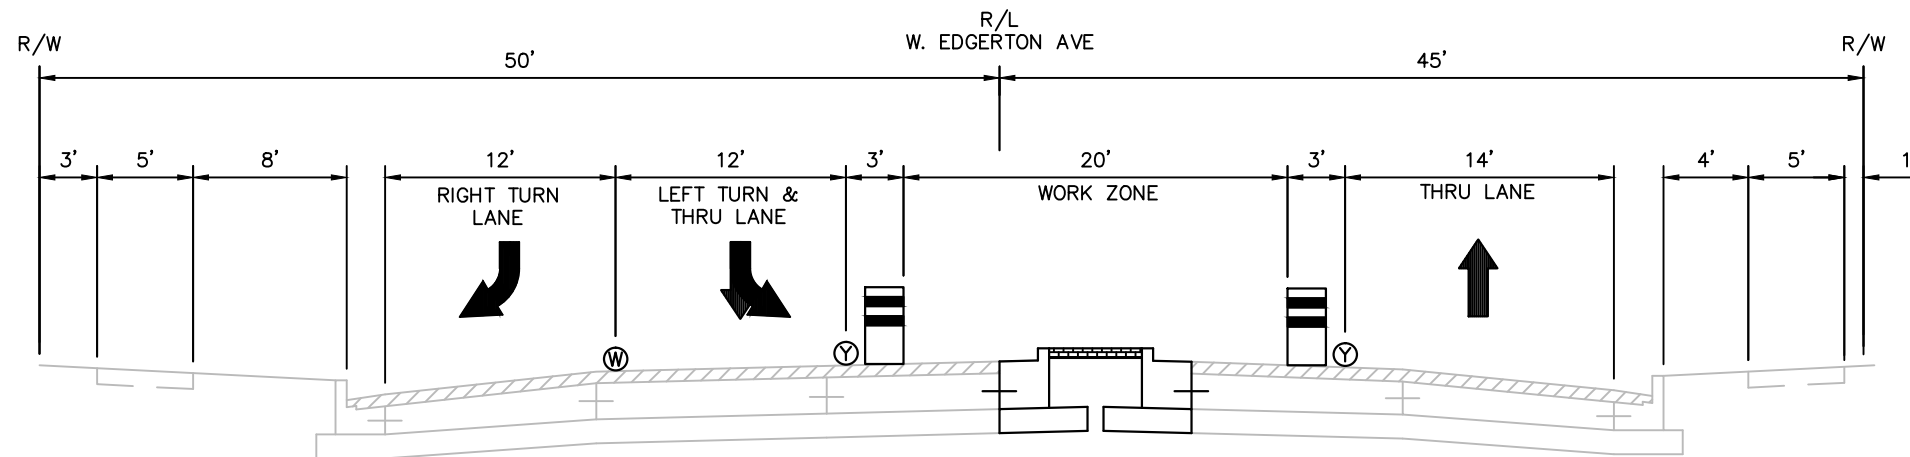 R/L
R/W
W. EDGERTON AVE
R/W
50'
45'
3'
5'
8'
12'
12'
3'
20'
3'
14'
4'
5'
1
RIGHT TURN
LANE
LEFT TURN &
THRU LANE
WORK ZONE
THRU LANE
W
Y
Y